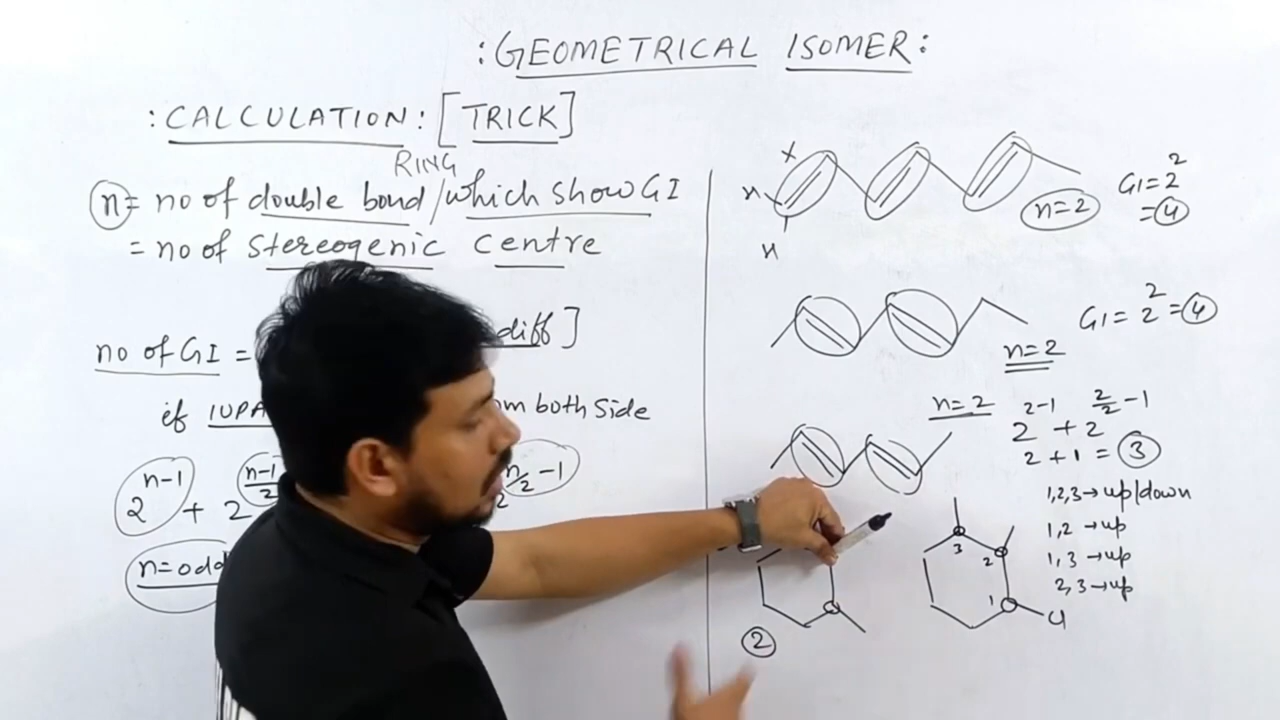 : GEOMETRICAL ISOMER :
: CALCULATION : [TRICK]
RING
n = no of double bond / which show GI
= no of stereogenic centre
no of GI =
diff ]
if
both side
2^(n-1) + 2^((n-1)/2)
n/2 - 1
2
n = odd
X
H
n=2
GI = 2^2
= 4
n=2
GI = 2^2 = 4
n=2
2^(2-1) + 2^(2/2 - 1)
2 + 1 = 3
2
3
2
1
Cl
1,2,3 → up/down
1,2 → up
1,3 → up
2,3 → up